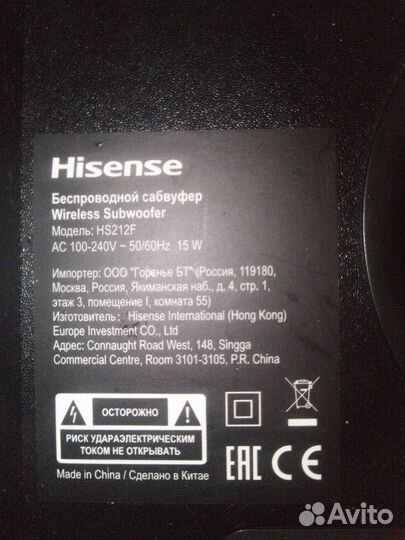 Hisense
Беспроводной сабвуфер
Wireless Subwoofer
Модель: HS212F
AC 100-240V ~ 50/60Hz 15 W
Импортер: ООО "Горенье БТ" (Россия, 119180,
Москва, Россия, Якиманская наб., д. 4, стр. 1,
этаж 3, помещение I, комната 55)
Изготовитель: Hisense International (Hong Kong)
Europe Investment CO., Ltd
Адрес: Connaught Road West, 148, Singga
Commercial Centre, Room 3101-3105, P.R. China
ОСТОРОЖНО
РИСК УДАРАЭЛЕКТРИЧЕСКИМ
ТОКОМ НЕ ОТКРЫВАТЬ
EAC CE
Made in China / Сделано в Китае
Avito